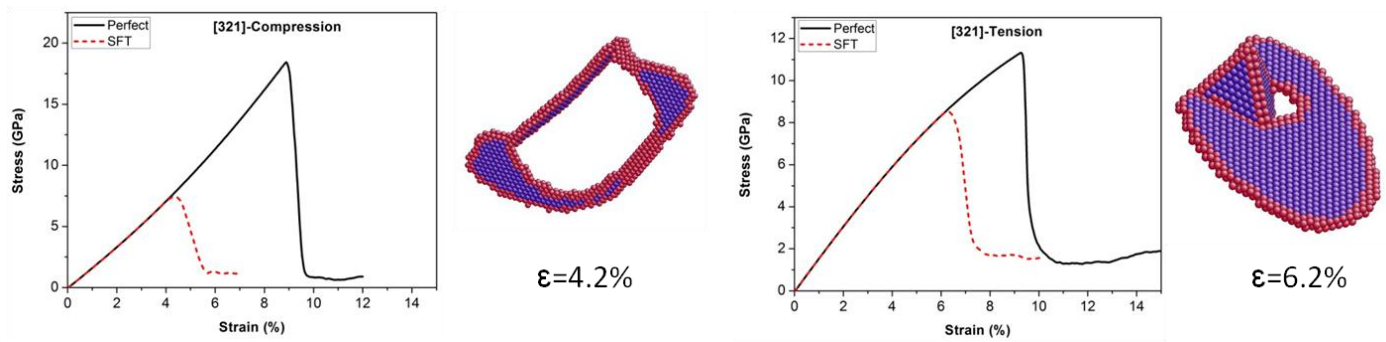 [321]-Compression
Perfect
SFT
20
15
10
5
0
Stress (GPa)
0 2 4 6 8 10 12 14
Strain (%)
ε=4.2%
[321]-Tension
Perfect
SFT
12
10
8
6
4
2
0
Stress (GPa)
0 2 4 6 8 10 12 14
Strain (%)
ε=6.2%